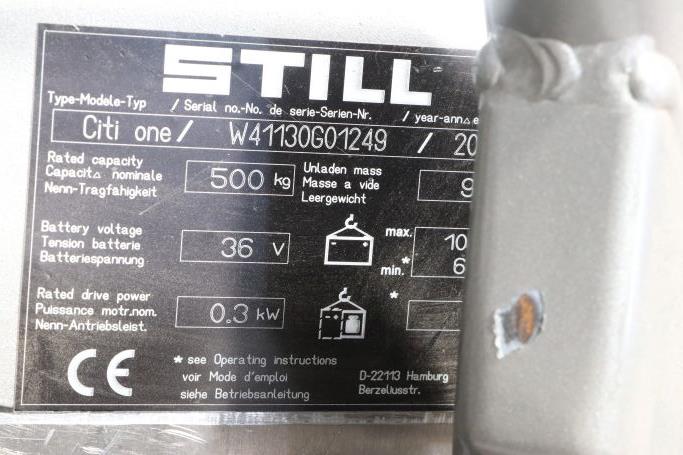 STILL
Type-Modele-Typ / Serial no.-No. de serie-Serien-Nr. / year-ann▵e
Citi one / W41130G01249 / 20
Rated capacity
Capacit▵ nominale
Nenn-Tragfähigkeit
500 kg
Unladen mass
Masse a vide
Leergewicht
9
Battery voltage
Tension batterie
Batteriespannung
36 V
max. 10
min. * 6
Rated drive power
Puissance motr.nom.
Nenn-Antriebsleist.
0.3 kW
*
CE
* see Operating instructions
voir Mode d'emploi
siehe Betriebsanleitung
D-22113 Hamburg
Berzeliusstr.